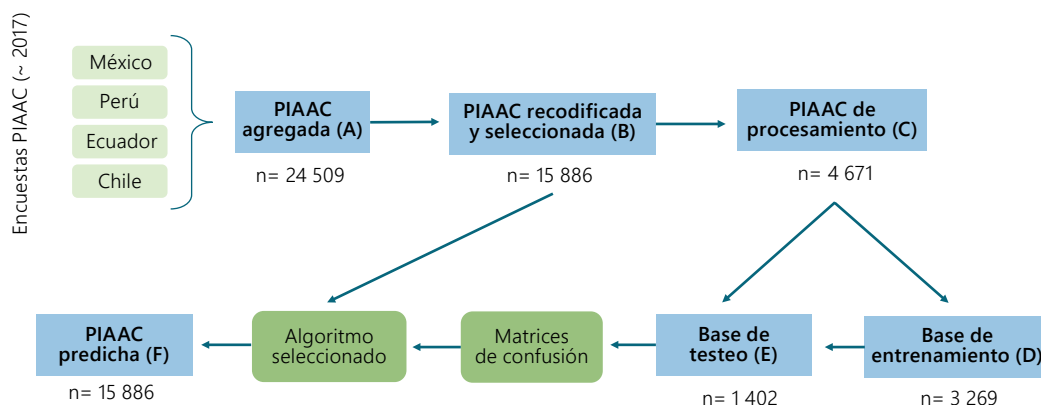 Encuestas PIAAC (~ 2017)
México
Perú
Ecuador
Chile
PIAAC
agregada (A)
n= 24 509
PIAAC recodificada
y seleccionada (B)
n= 15 886
PIAAC de
procesamiento (C)
n= 4 671
PIAAC
predicha (F)
n= 15 886
Algoritmo
seleccionado
Matrices
de confusión
Base de
testeo (E)
n= 1 402
Base de
entrenamiento (D)
n= 3 269